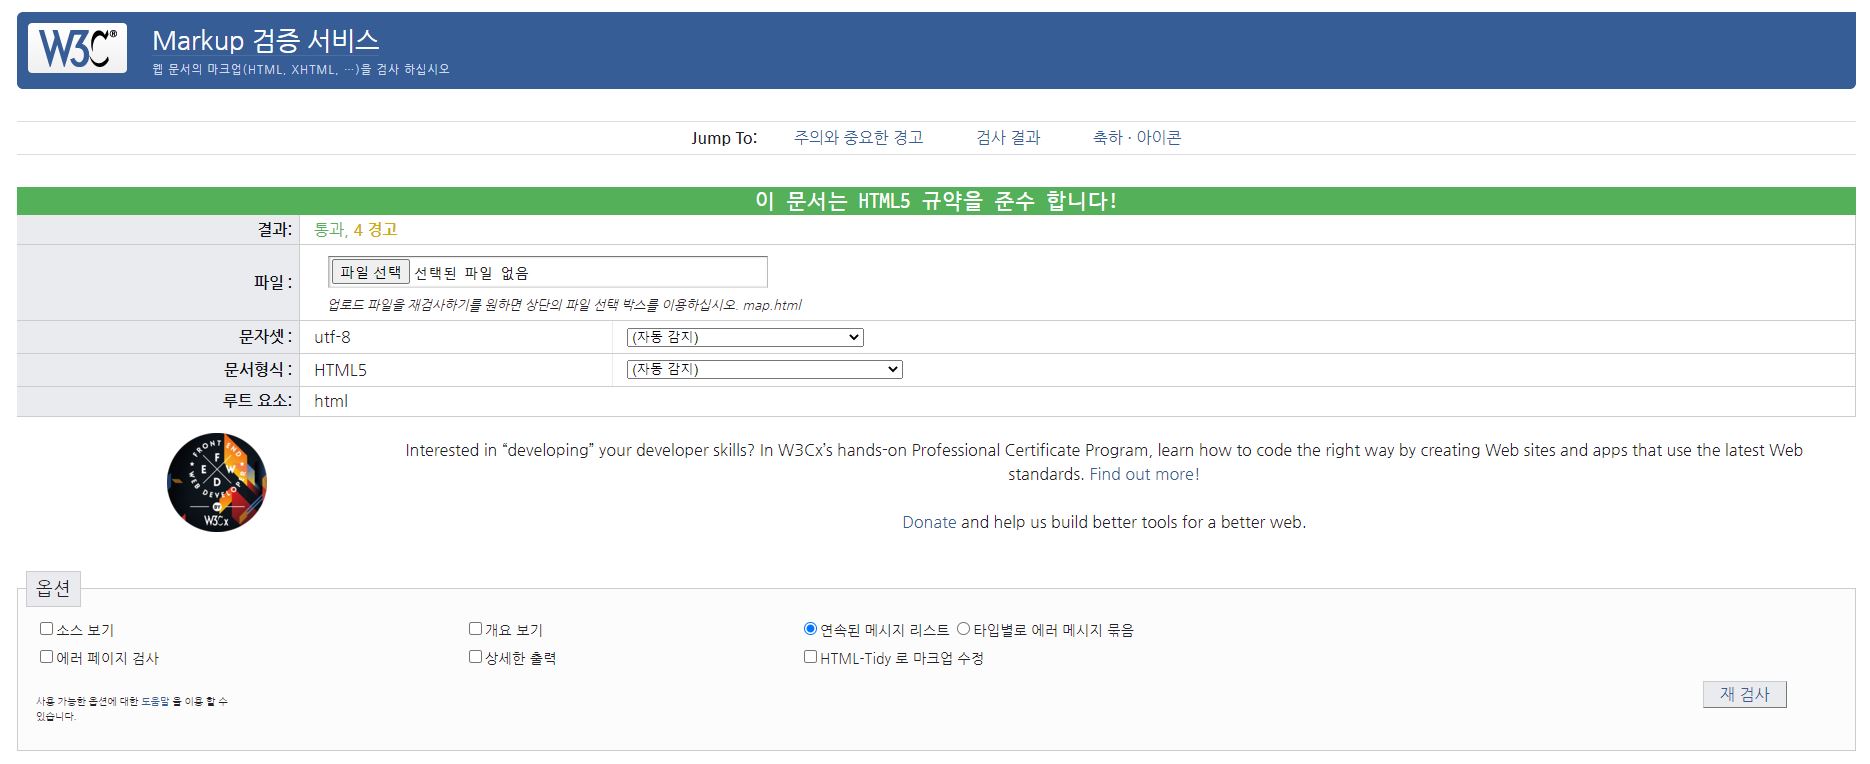 W3C®
Markup 검증 서비스
웹 문서의 마크업(HTML, XHTML, …)을 검사 하십시오
Jump To: 주의와 중요한 경고 검사 결과 축하 · 아이콘
이 문서는 HTML5 규약을 준수 합니다!
결과: 통과, 4 경고
파일 : 파일 선택 선택된 파일 없음
업로드 파일을 재검사하기를 원하면 상단의 파일 선택 박스를 이용하십시오. map.html
문자셋 : utf-8 (자동 감지)
문서형식 : HTML5 (자동 감지)
루트 요소: html
FRONT END
E F W D
WEB DEVELOPER
BY
W3Cx
Interested in “developing” your developer skills? In W3Cx’s hands-on Professional Certificate Program, learn how to code the right way by creating Web sites and apps that use the latest Web
standards. Find out more!
Donate and help us build better tools for a better web.
옵션
소스 보기 개요 보기 연속된 메시지 리스트 타입별로 에러 메시지 묶음
에러 페이지 검사 상세한 출력 HTML-Tidy 로 마크업 수정
사용 가능한 옵션에 대한 도움말 을 이용 할 수
있습니다.
재 검사